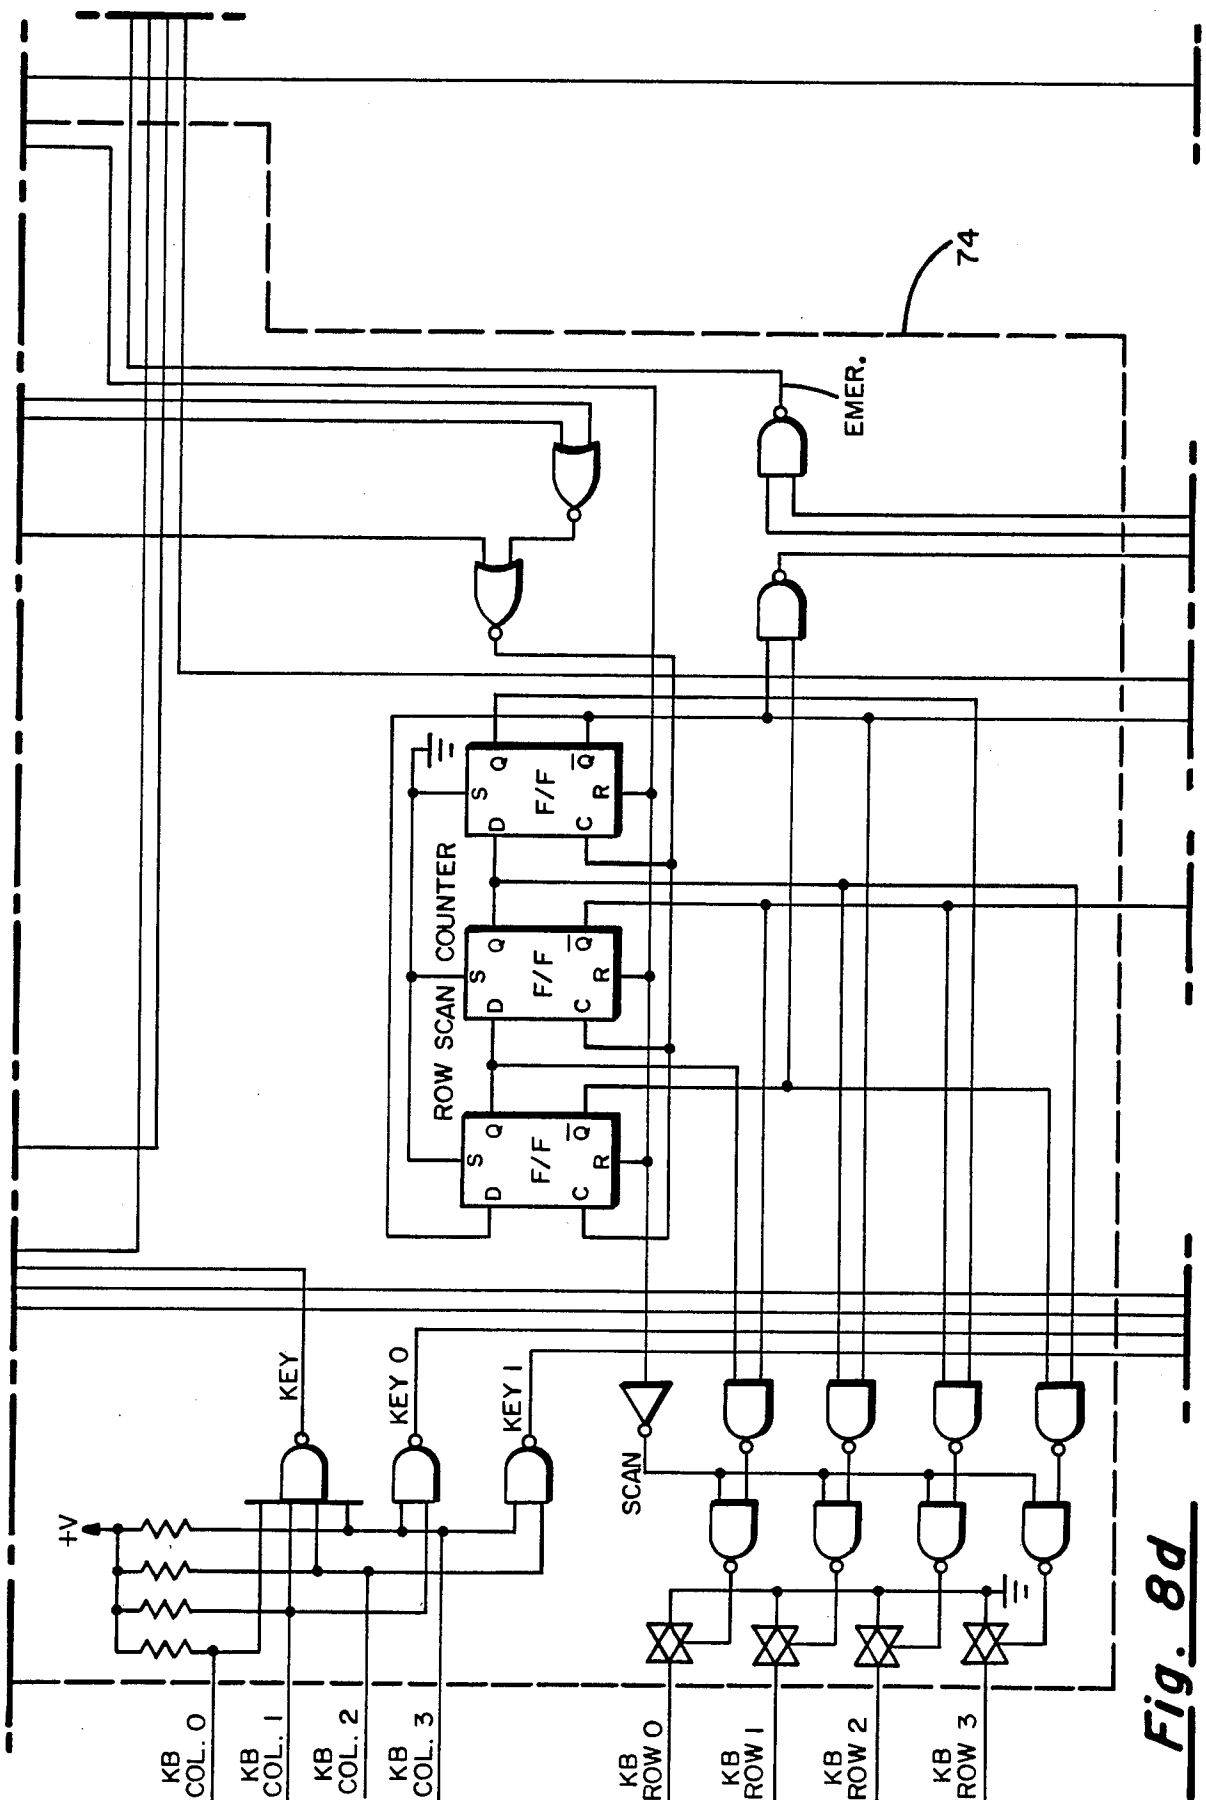 KB
COL. 0
KB
COL. 1
KB
COL. 2
KB
COL. 3
KB
ROW 0
KB
ROW 1
KB
ROW 2
KB
ROW 3
+V
KEY
KEY 0
KEY 1
SCAN
ROW SCAN COUNTER
S
D
Q
F/F
C
Q̅
R
S
D
Q
F/F
C
Q̅
R
S
D
Q
F/F
C
Q̅
R
EMER.
74
Fig. 8d